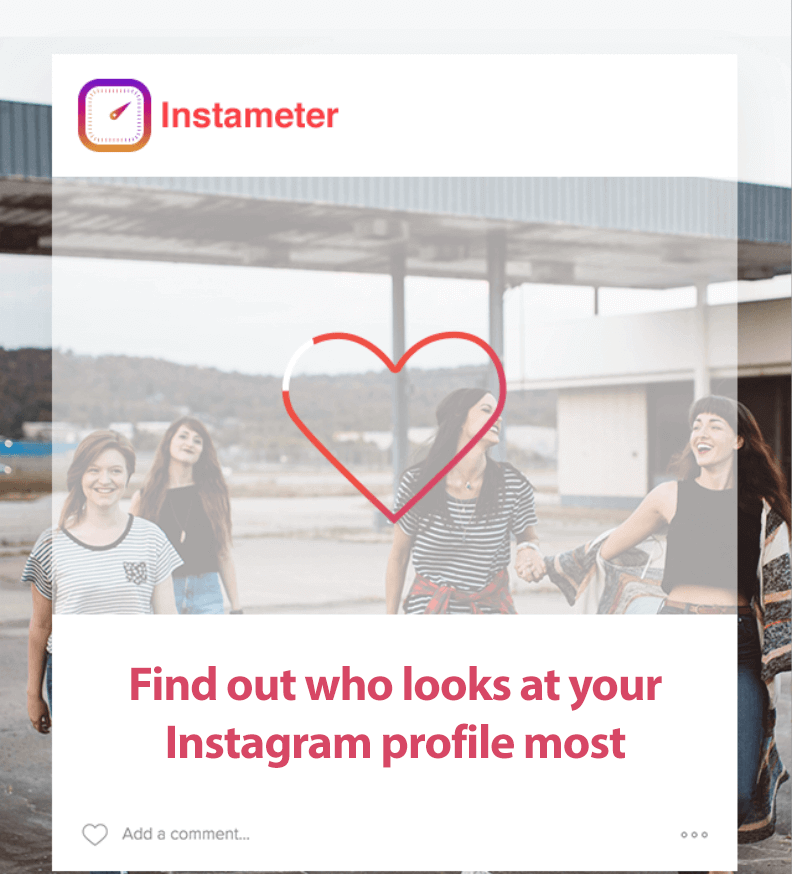 Instameter
Find out who looks at your
Instagram profile most
Add a comment...